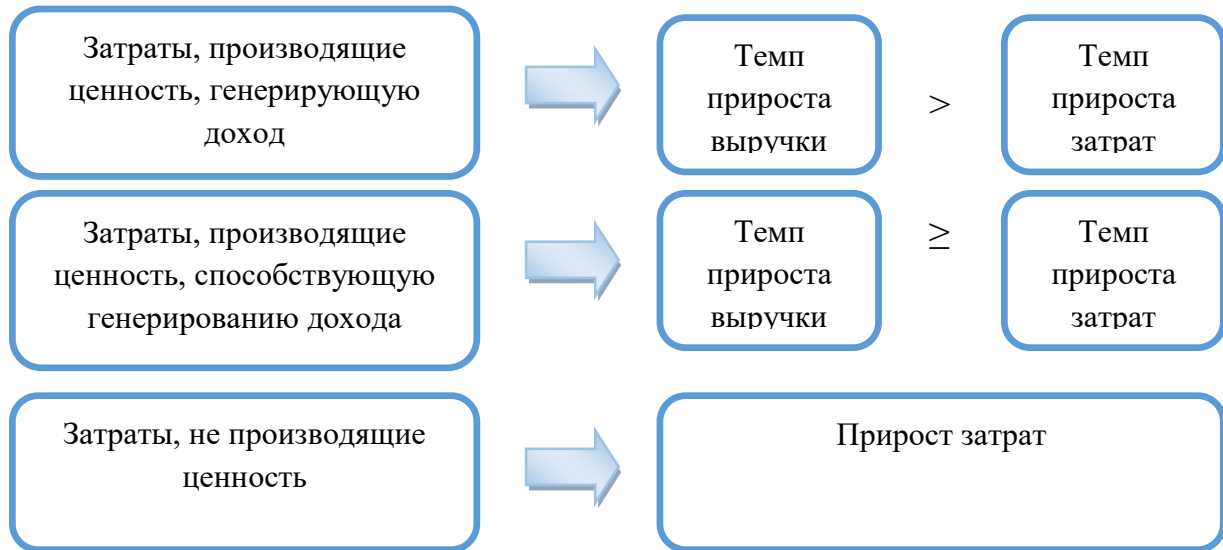 Затраты, производящие
ценность, генерирующую
доход
Темп
прироста
выручки
>
Темп
прироста
затрат
Затраты, производящие
ценность, способствующую
генерированию дохода
Темп
прироста
выручки
≥
Темп
прироста
затрат
Затраты, не производящие
ценность
Прирост затрат